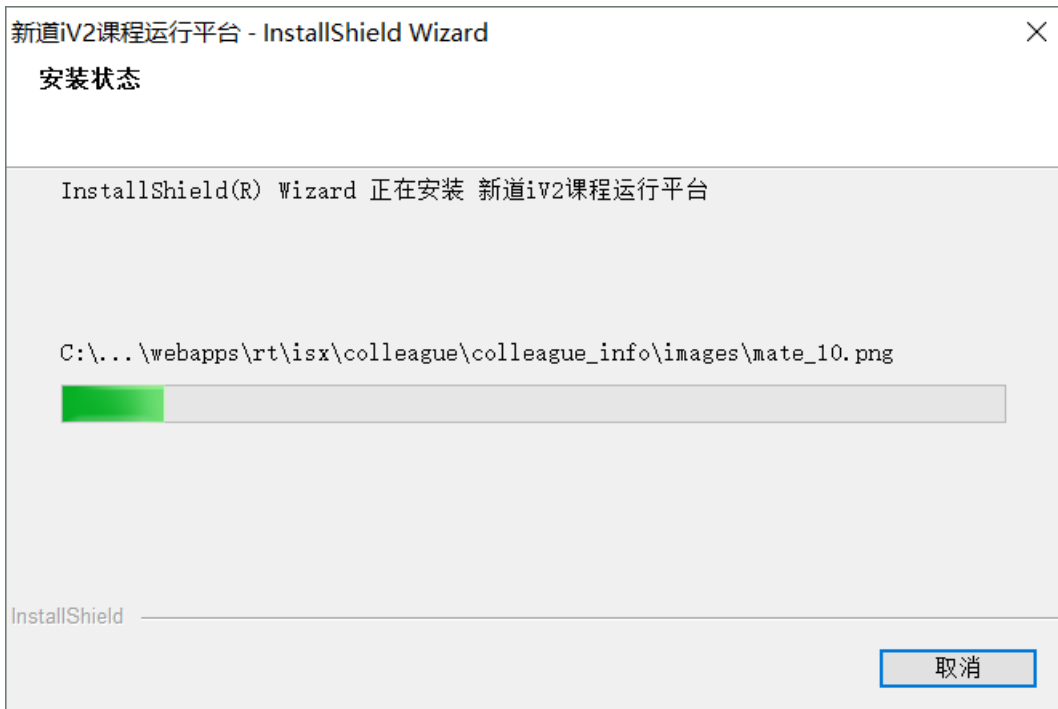 新道iV2课程运行平台 - InstallShield Wizard
安装状态
InstallShield(R) Wizard 正在安装 新道iV2课程运行平台
C:\...\webapps\rt\isx\colleague\colleague_info\images\mate_10.png
InstallShield
取消